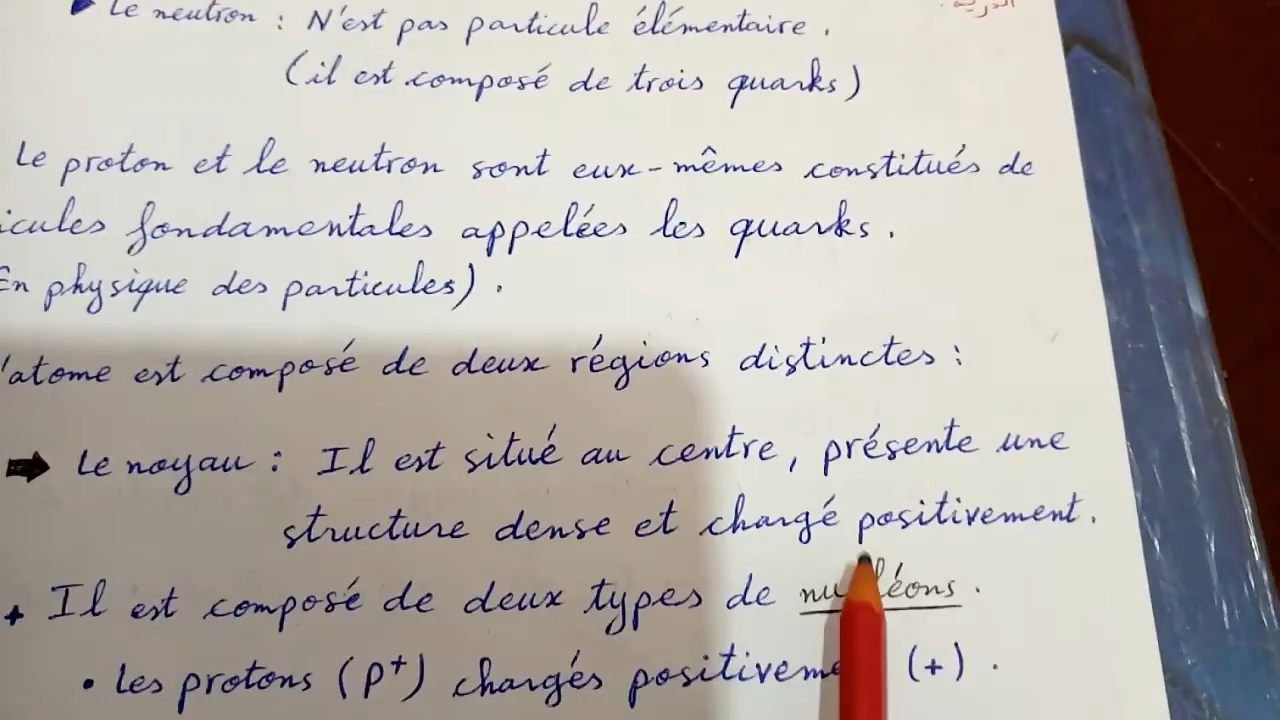 Le neutron : N'est pas particule élémentaire.
الذرية
(il est composé de trois quarks)
Le proton et le neutron sont eux-mêmes constitués de
icules fondamentales appelées les quarks.
En physique des particules).
'atome est composé de deux régions distinctes :
Le noyau : Il est situé au centre, présente une
structure dense et chargé positivement.
+ Il est composé de deux types de nucléons.
• Les protons (P⁺) chargés positiveme (+).